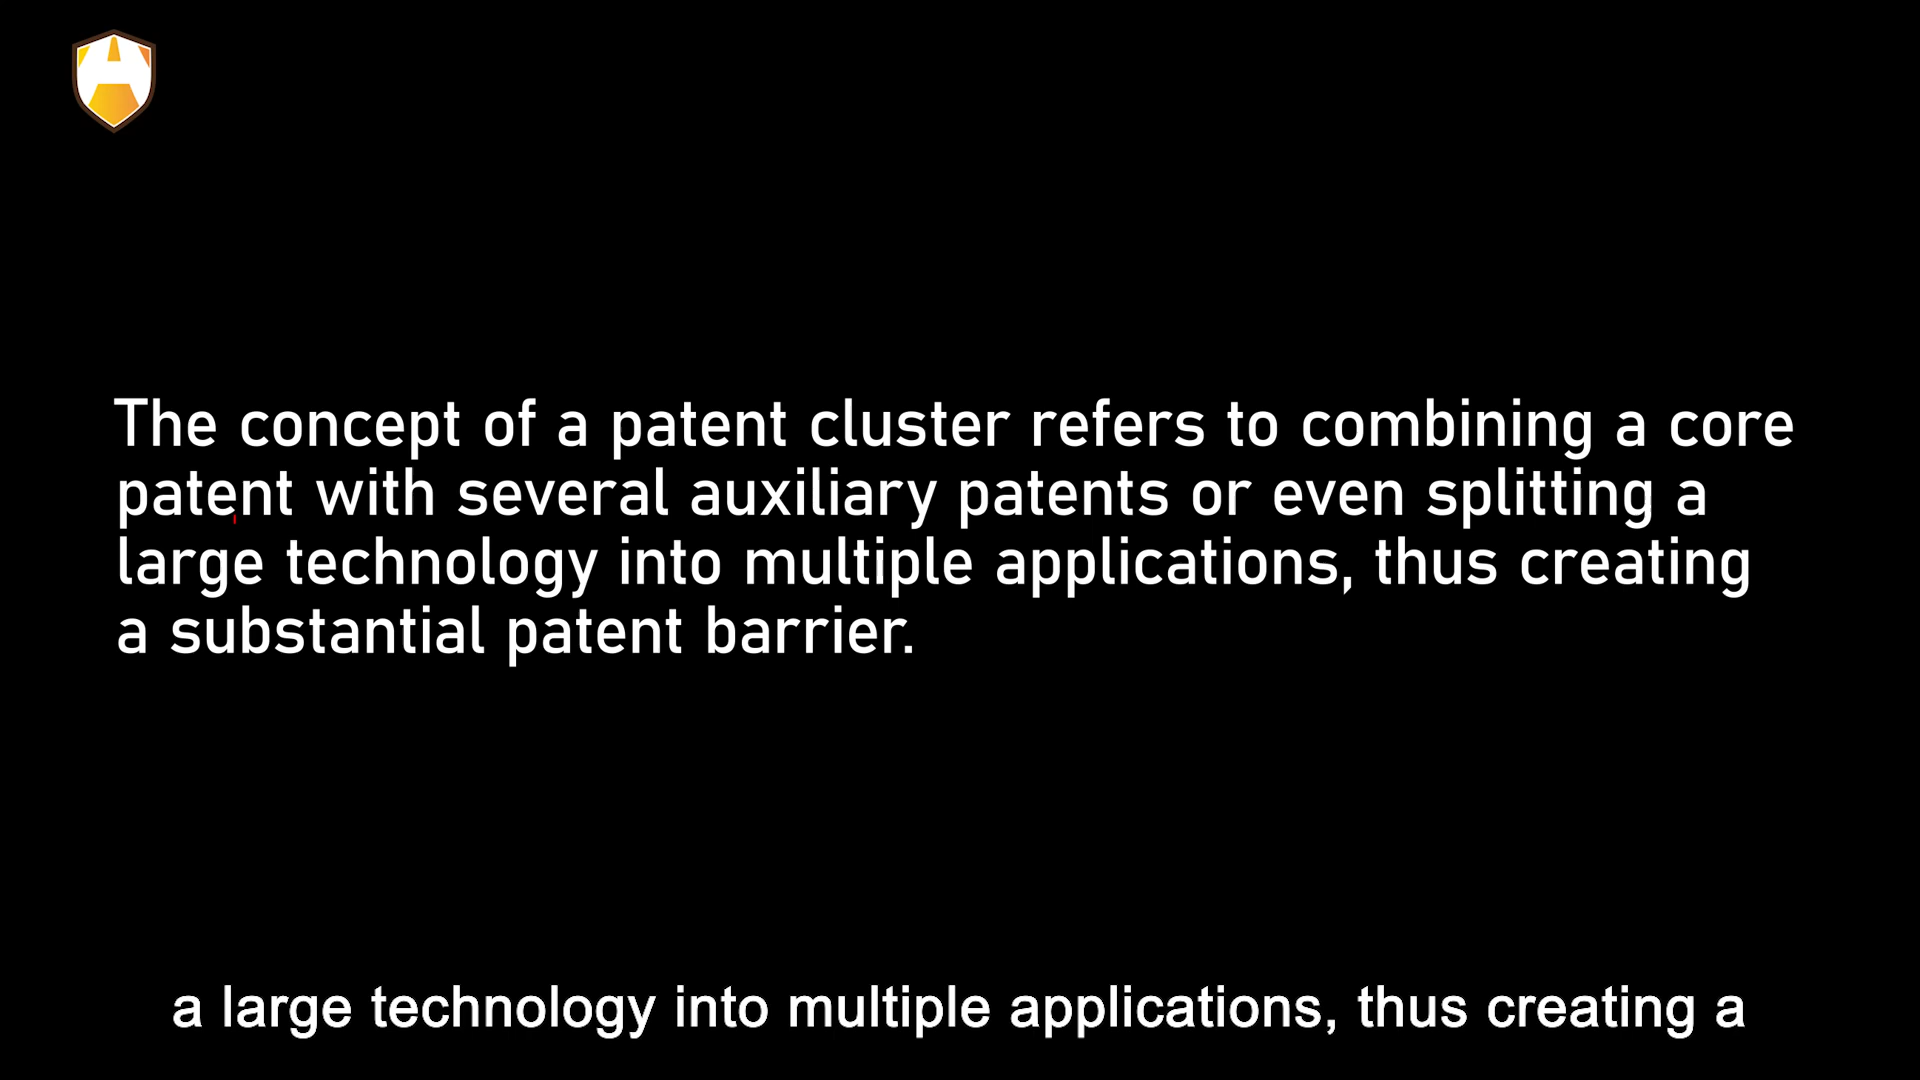 The concept of a patent cluster refers to combining a core
patent with several auxiliary patents or even splitting a
large technology into multiple applications, thus creating
a substantial patent barrier.
a large technology into multiple applications, thus creating a